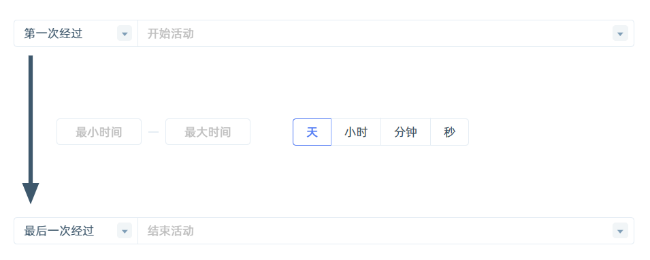 第一次经过 开始活动
最小时间 — 最大时间 天 小时 分钟 秒
最后一次经过 结束活动